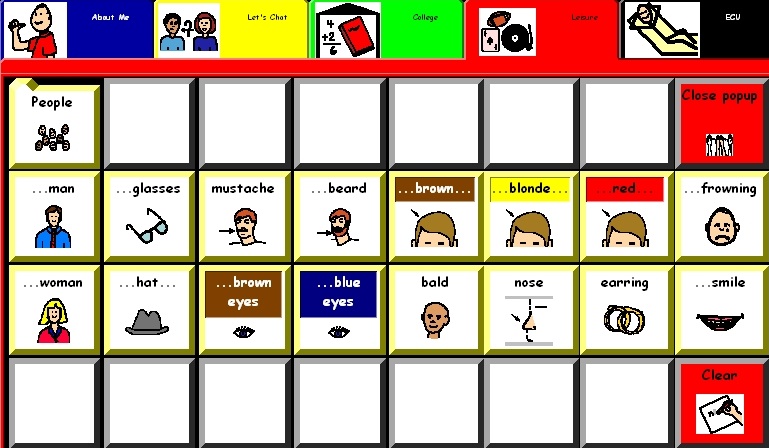 About Me
Let's Chat
College
Leisure
ECU
4
+2
6
People
Close popup
...man
...glasses
mustache
...beard
...brown...
...blonde...
...red...
...frowning
...woman
...hat...
...brown
eyes
...blue
eyes
bald
nose
earring
...smile
Clear